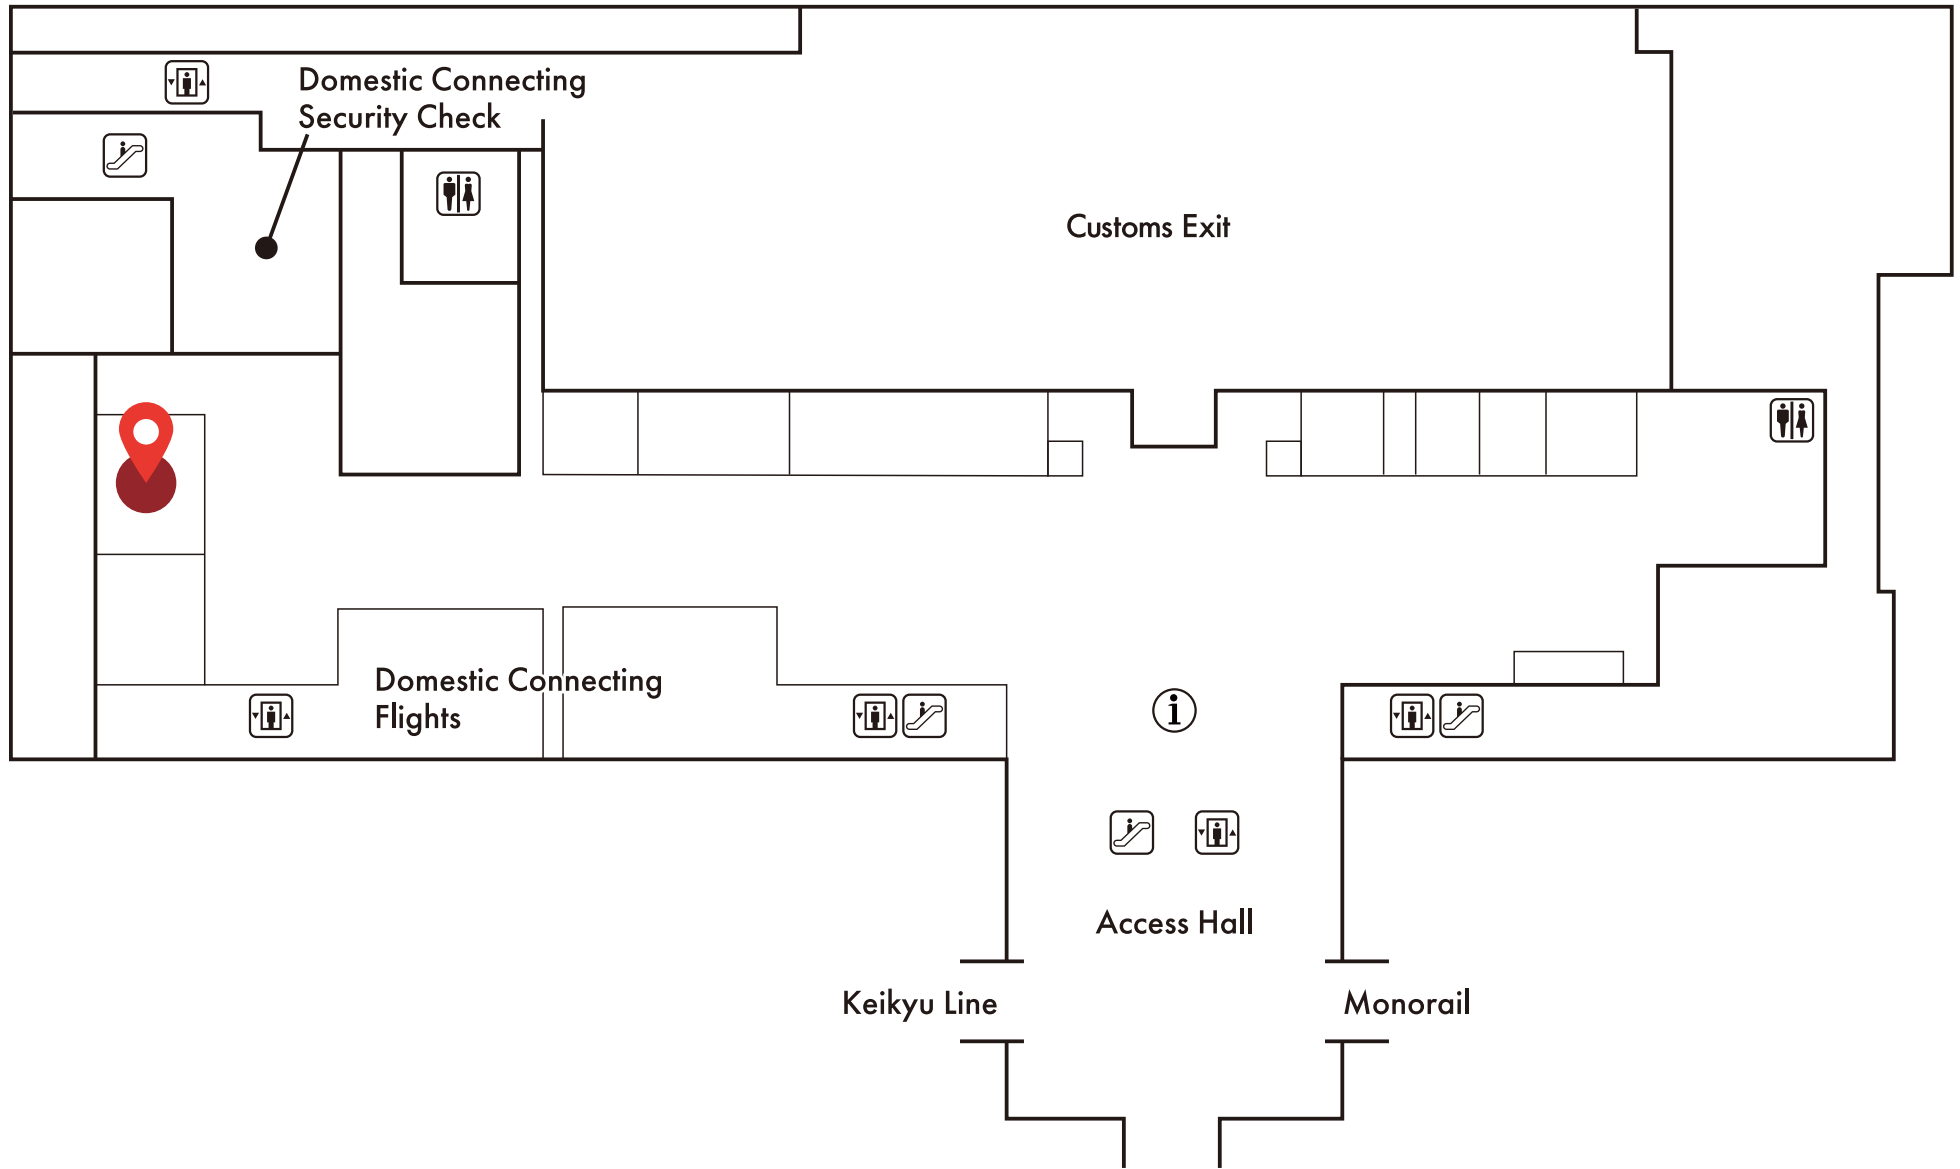 Domestic Connecting
Security Check
Customs Exit
Domestic Connecting
Flights
i
Access Hall
Keikyu Line
Monorail